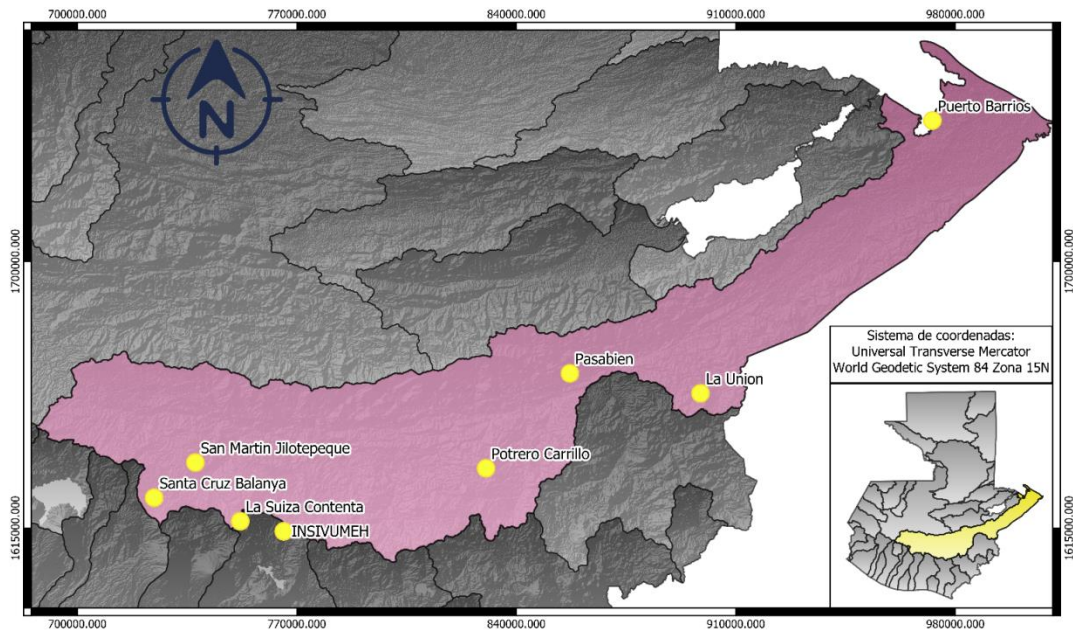 700000.000 770000.000 840000.000 910000.000 980000.000
N
Puerto Barrios
1700000.000 1700000.000
Sistema de coordenadas:
Universal Transverse Mercator
World Geodetic System 84 Zona 15N
Pasabien
La Union
San Martin Jilotepeque
Potrero Carrillo
Santa Cruz Balanya
La Suiza Contenta
INSIVUMEH
1615000.000 1615000.000
700000.000 770000.000 840000.000 910000.000 980000.000